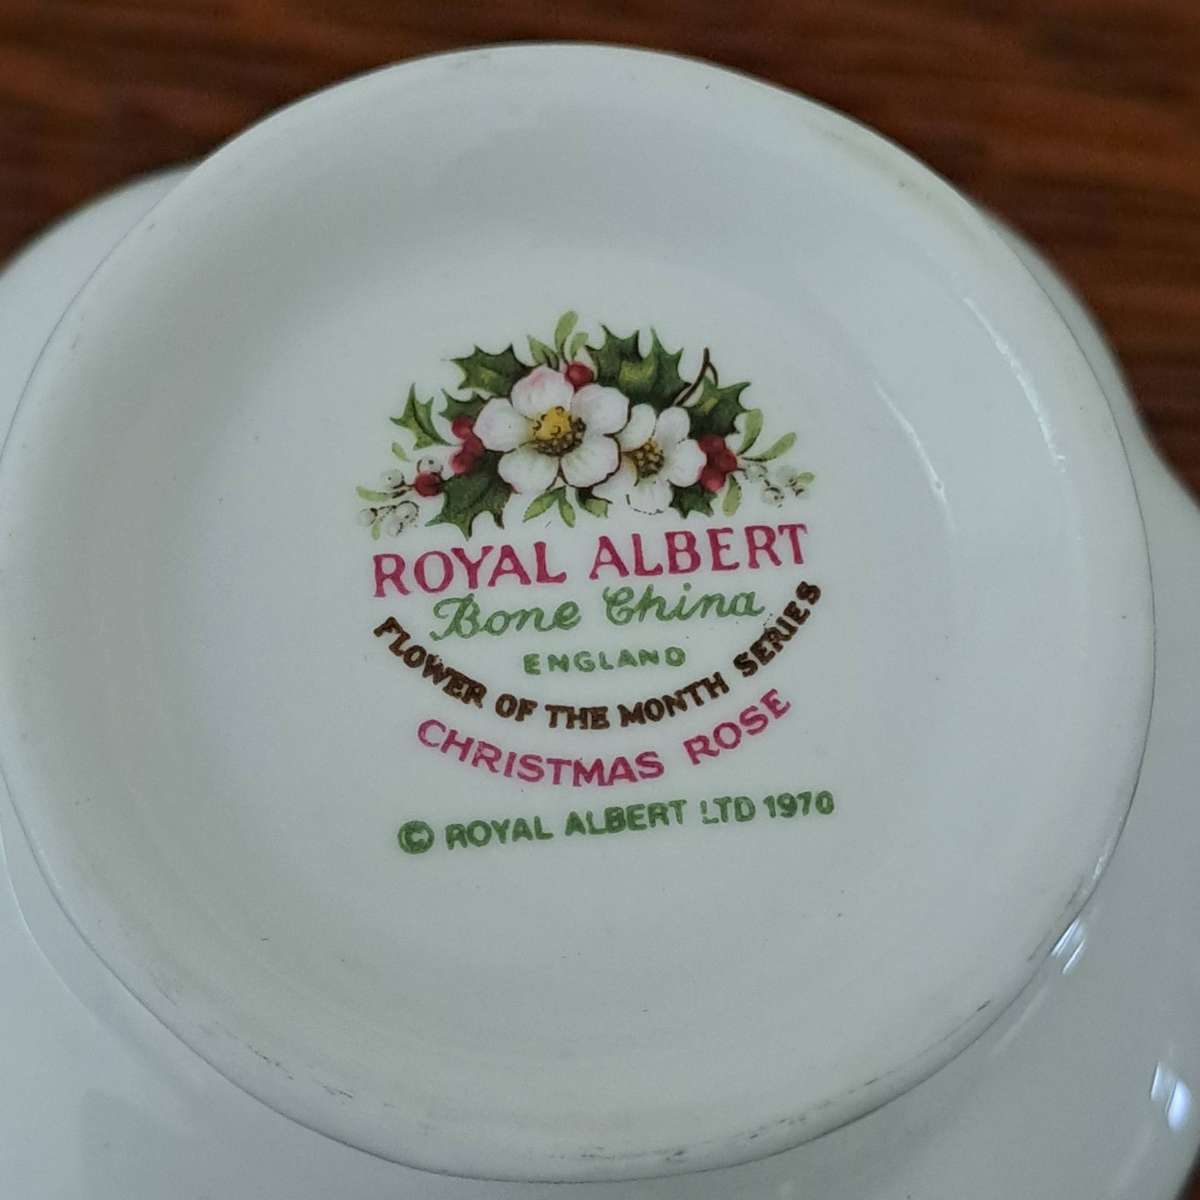 ROYAL ALBERT
Bone China
ENGLAND
FLOWER OF THE MONTH SERIES
CHRISTMAS ROSE
© ROYAL ALBERT LTD 1970